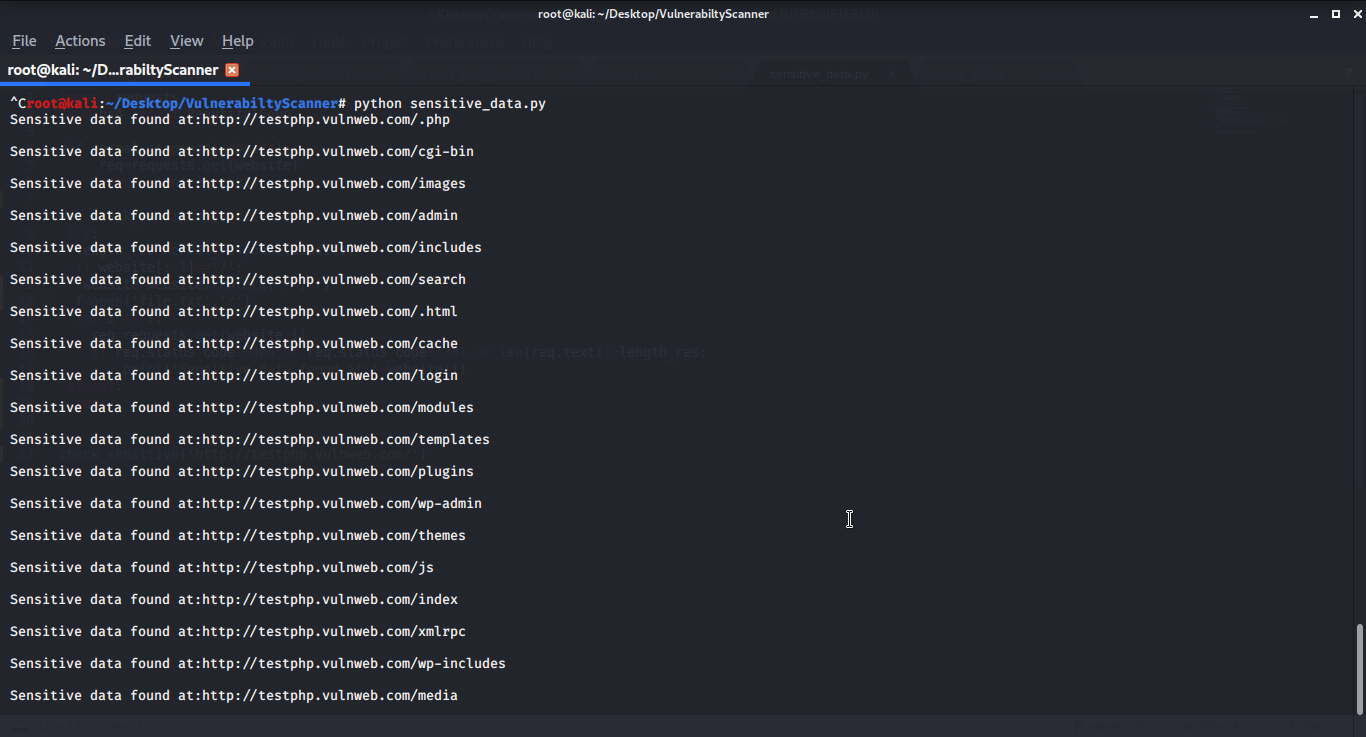 root@kali: ~/Desktop/VulnerabiltyScanner
File Actions Edit View Help
root@kali: ~/D...rabiltyScanner
sensitive_data.py
^Croot@kali:~/Desktop/VulnerabiltyScanner# python sensitive_data.py
Sensitive data found at:http://testphp.vulnweb.com/.php
Sensitive data found at:http://testphp.vulnweb.com/cgi-bin
Sensitive data found at:http://testphp.vulnweb.com/images
Sensitive data found at:http://testphp.vulnweb.com/admin
Sensitive data found at:http://testphp.vulnweb.com/includes
Sensitive data found at:http://testphp.vulnweb.com/search
Sensitive data found at:http://testphp.vulnweb.com/.html
Sensitive data found at:http://testphp.vulnweb.com/cache
Sensitive data found at:http://testphp.vulnweb.com/login
Sensitive data found at:http://testphp.vulnweb.com/modules
Sensitive data found at:http://testphp.vulnweb.com/templates
Sensitive data found at:http://testphp.vulnweb.com/plugins
Sensitive data found at:http://testphp.vulnweb.com/wp-admin
Sensitive data found at:http://testphp.vulnweb.com/themes
Sensitive data found at:http://testphp.vulnweb.com/js
Sensitive data found at:http://testphp.vulnweb.com/index
Sensitive data found at:http://testphp.vulnweb.com/xmlrpc
Sensitive data found at:http://testphp.vulnweb.com/wp-includes
Sensitive data found at:http://testphp.vulnweb.com/media